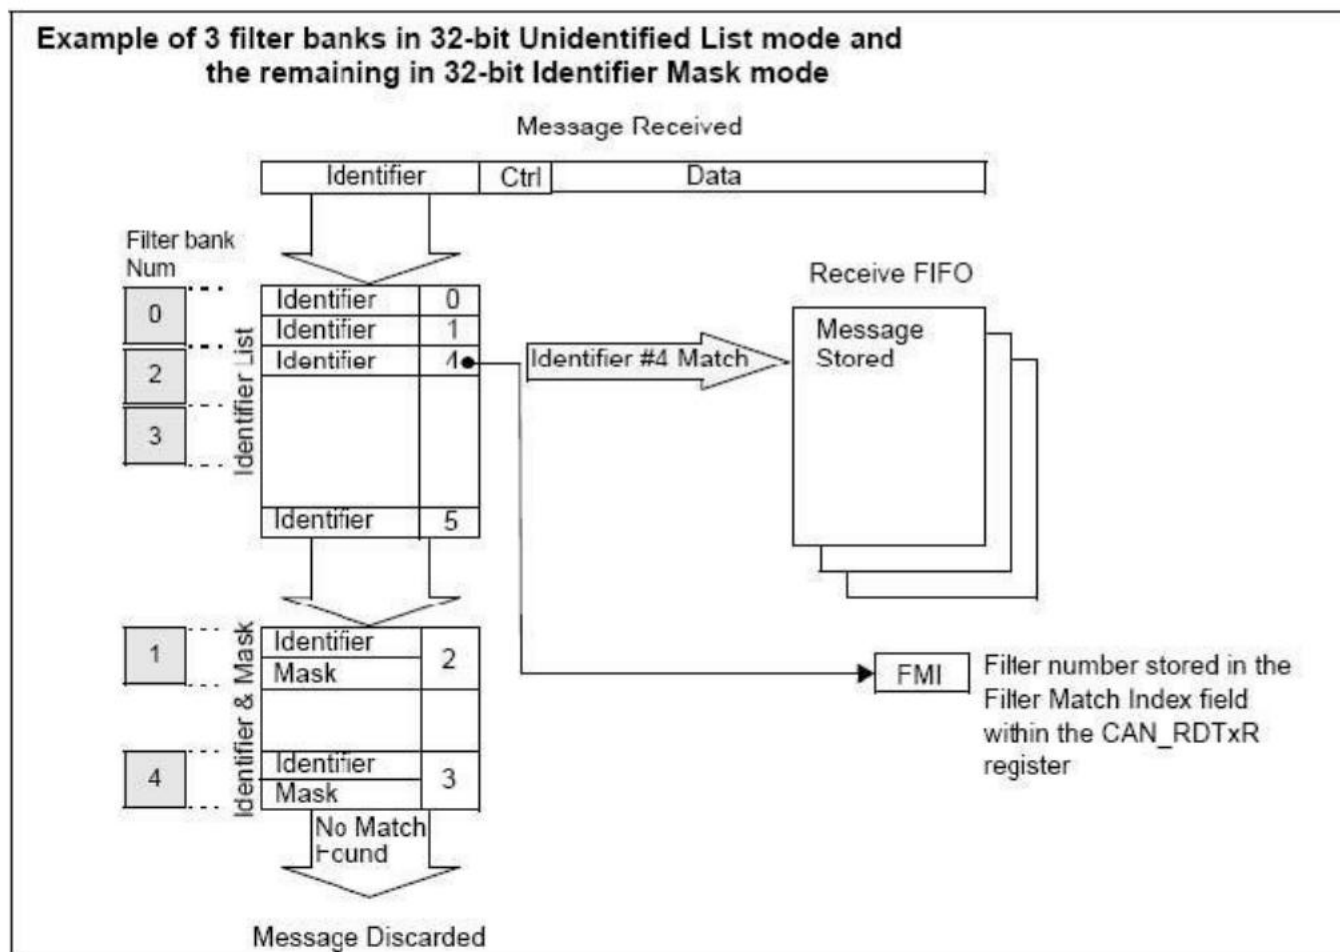 Example of 3 filter banks in 32-bit Unidentified List mode and
the remaining in 32-bit Identifier Mask mode
Message Received
Identifier Ctrl Data
Filter bank
Num
Receive FIFO
0
2
3
Identifier List
Identifier 0
Identifier 1
Identifier 4
Identifier 5
Identifier #4 Match
Message
Stored
1
4
Identifier & Mask
Identifier
Mask
2
Identifier
Mask
3
FMI
Filter number stored in the
Filter Match Index field
within the CAN_RDTxR
register
No Match
Found
Message Discarded